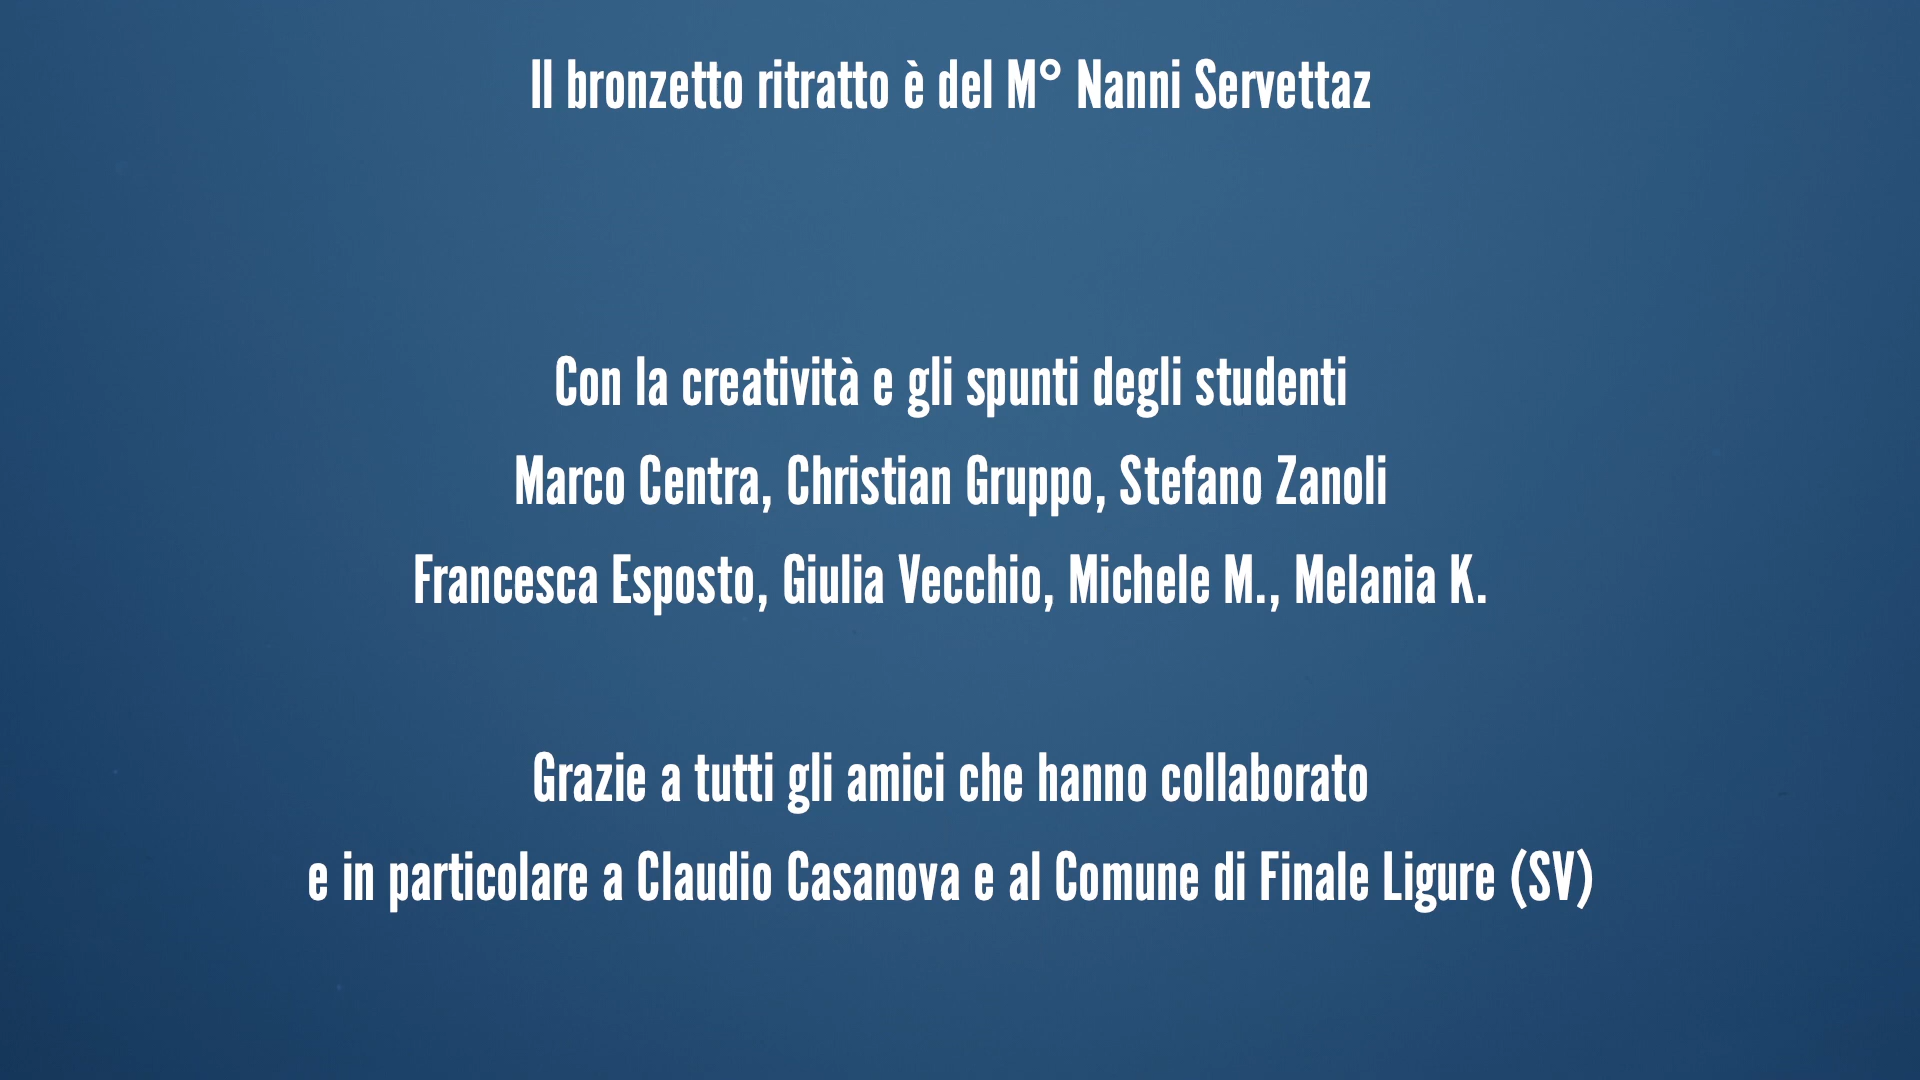 Il bronzetto ritratto è del M° Nanni Servettaz
Con la creatività e gli spunti degli studenti
Marco Centra, Christian Gruppo, Stefano Zanoli
Francesca Esposto, Giulia Vecchio, Michele M., Melania K.
Grazie a tutti gli amici che hanno collaborato
e in particolare a Claudio Casanova e al Comune di Finale Ligure (SV)